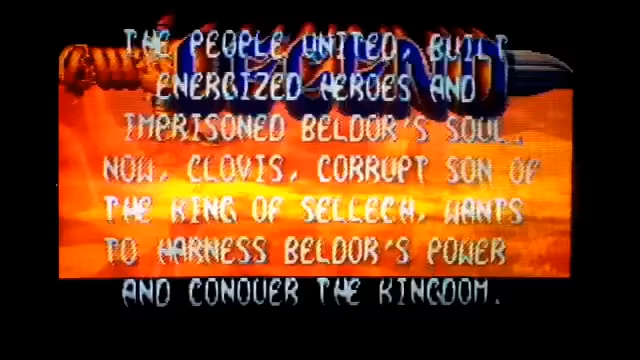 THE PEOPLE UNITED, BUILT
LEGEND
ENERGIZED HEROES AND
IMPRISONED BELDOR'S SOUL.
NOW, CLOVIS, CORRUPT SON OF
THE KING OF SELLECH, WANTS
TO HARNESS BELDOR'S POWER
AND CONQUER THE KINGDOM.